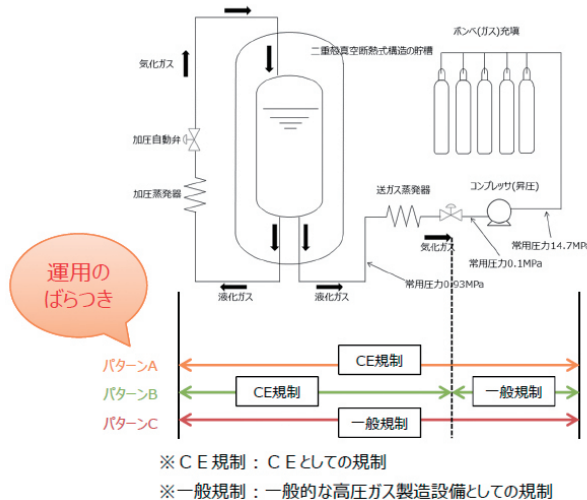 ボンベ(ガス)充填
二重殻真空断熱式構造の貯槽
気化ガス
加圧自動弁
加圧蒸発器
送ガス蒸発器
コンプレッサ(昇圧)
気化ガス
常用圧力14.7MPa
常用圧力0.1MPa
常用圧力0.93MPa
液化ガス
液化ガス
運用の
ばらつき
パターンA
CE規制
パターンB
CE規制
一般規制
パターンC
一般規制
※ＣＥ規制：ＣＥとしての規制
※一般規制：一般的な高圧ガス製造設備としての規制